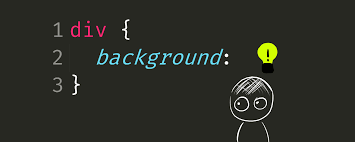 1 div {
2 background:
3 }